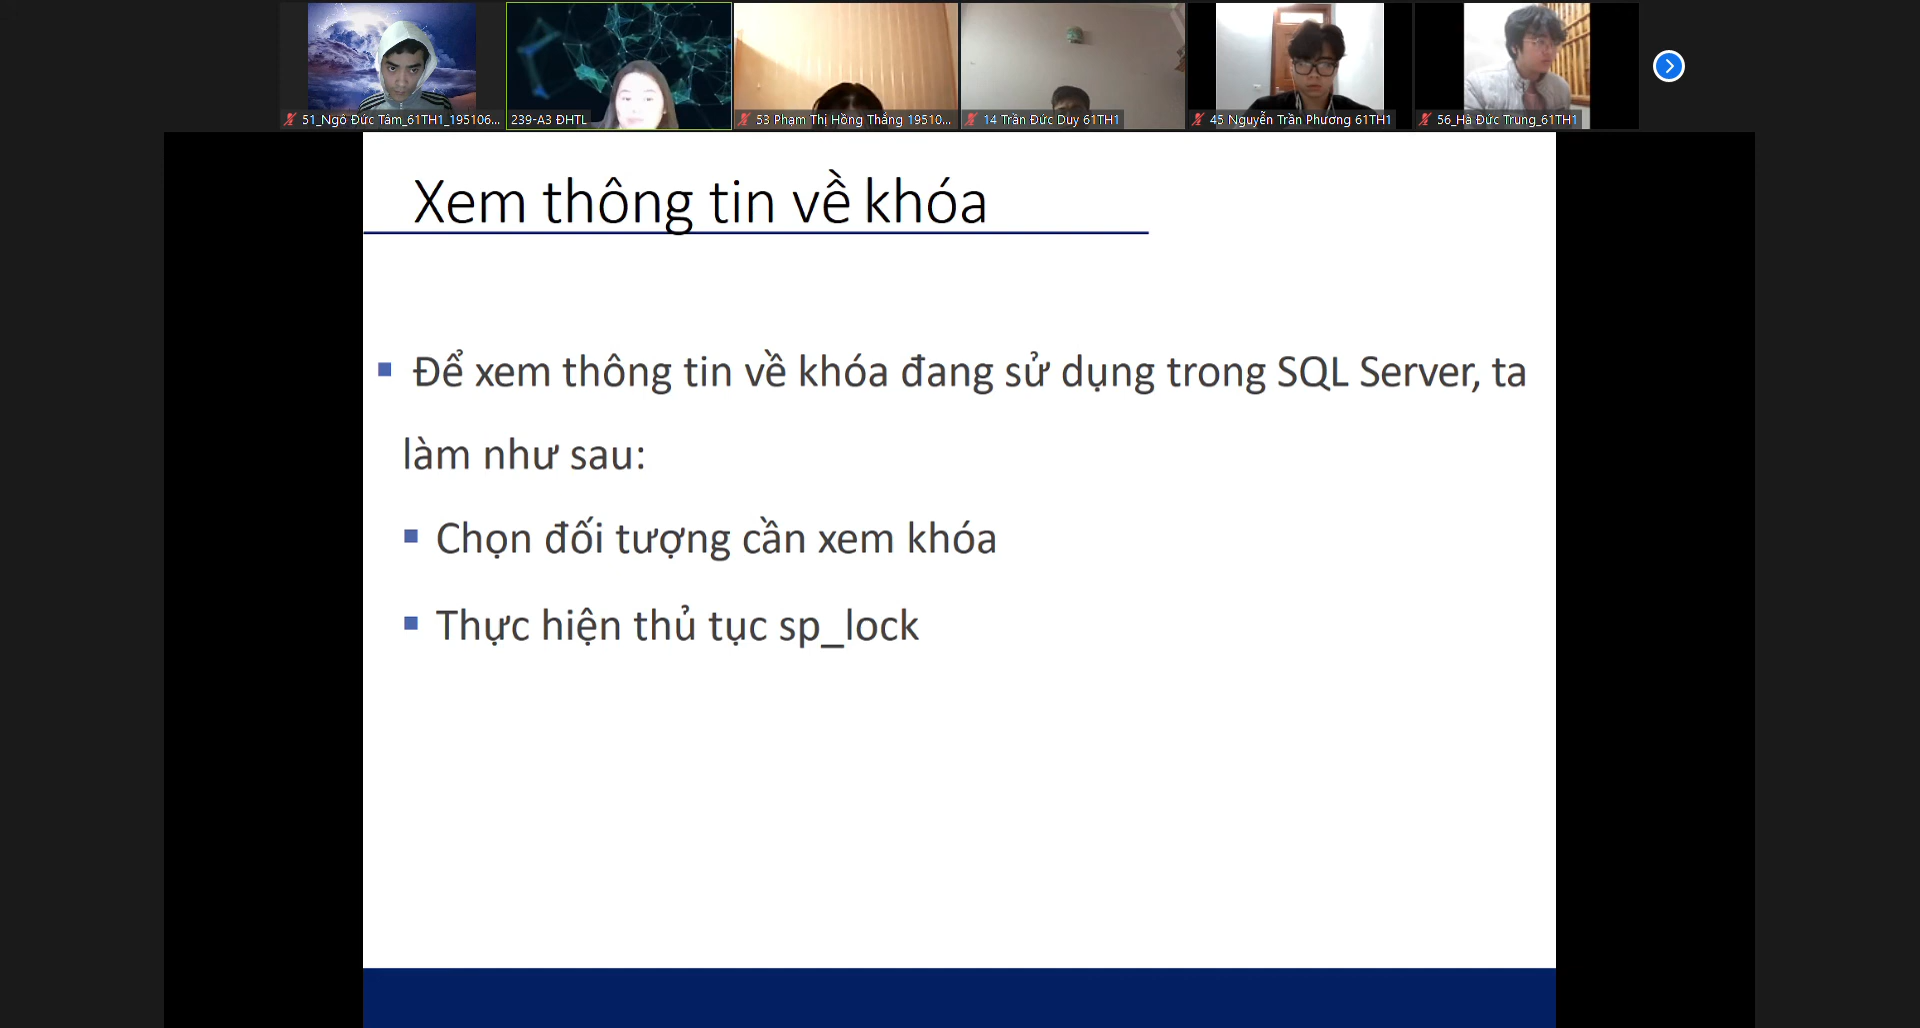 51_Ngô Đức Tâm_61TH1_195106...
239-A3 ĐHTL
53 Phạm Thị Hồng Thắng 19510...
14 Trần Đức Duy 61TH1
45 Nguyễn Trần Phương 61TH1
56_Hà Đức Trung_61TH1
Xem thông tin về khóa
Để xem thông tin về khóa đang sử dụng trong SQL Server, ta
làm như sau:
Chọn đối tượng cần xem khóa
Thực hiện thủ tục sp_lock